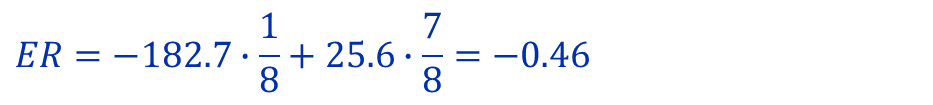 ER = −182.7 · 1/8 + 25.6 · 7/8 = −0.46